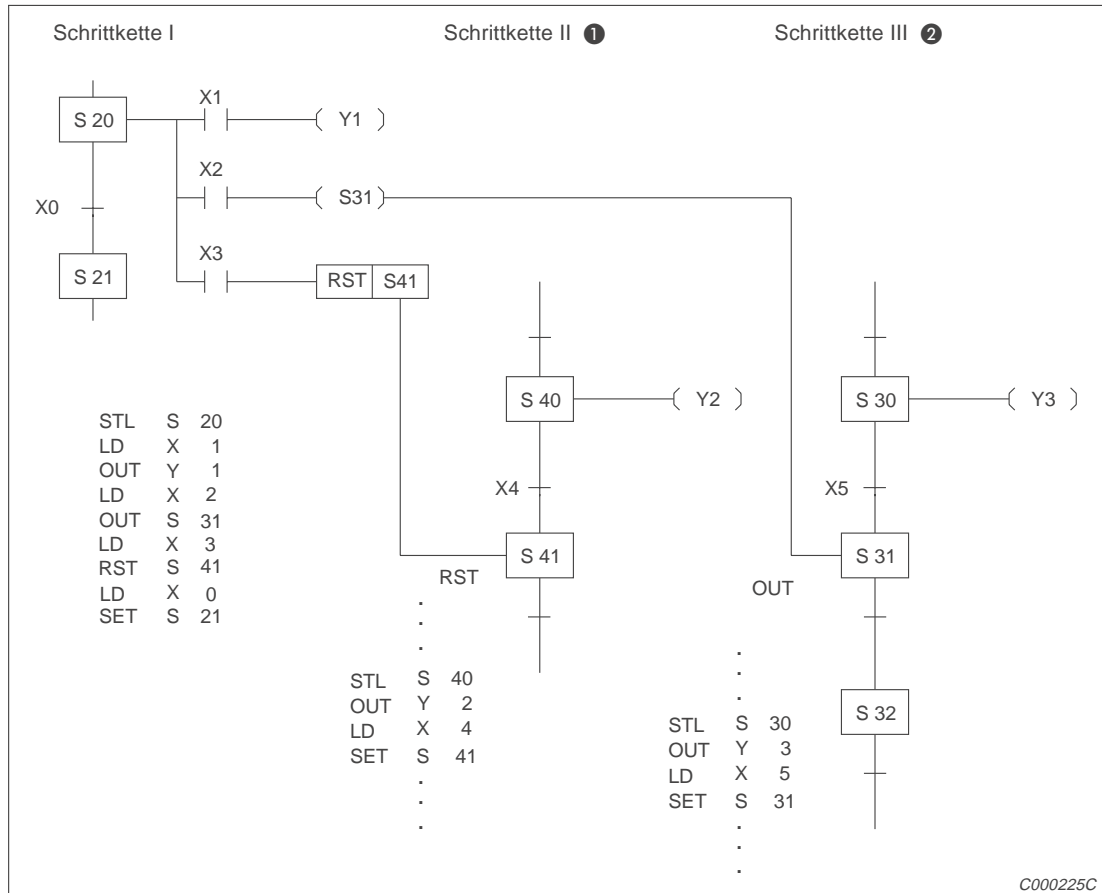 Schrittkette I
Schrittkette II ❶
Schrittkette III ❷
S 20
X1
Y1
X2
S31
X0
X3
S 21
RST S41
S 40
Y2
S 30
Y3
STL S 20
LD X 1
OUT Y 1
LD X 2
OUT S 31
LD X 3
RST S 41
LD X 0
SET S 21
X4
X5
S 41
S 31
RST
OUT
STL S 40
OUT Y 2
LD X 4
SET S 41
S 32
STL S 30
OUT Y 3
LD X 5
SET S 31
C000225C